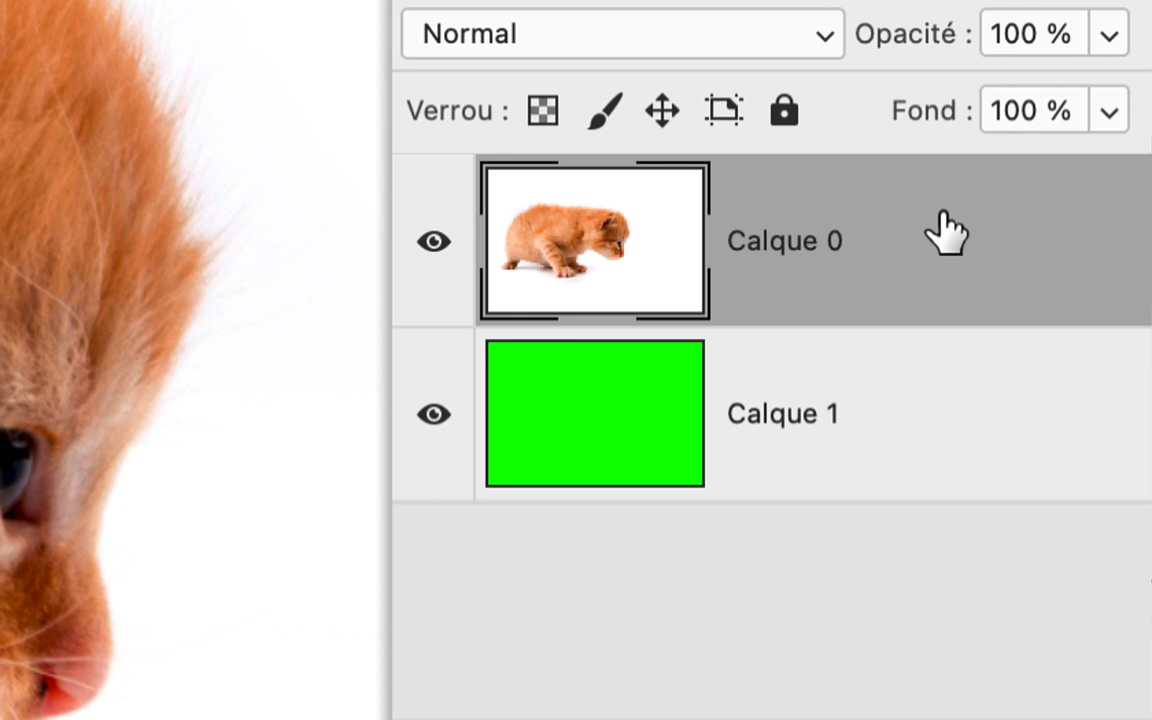 Normal Opacité : 100 %
Verrou : Fond : 100 %
Calque 0
Calque 1